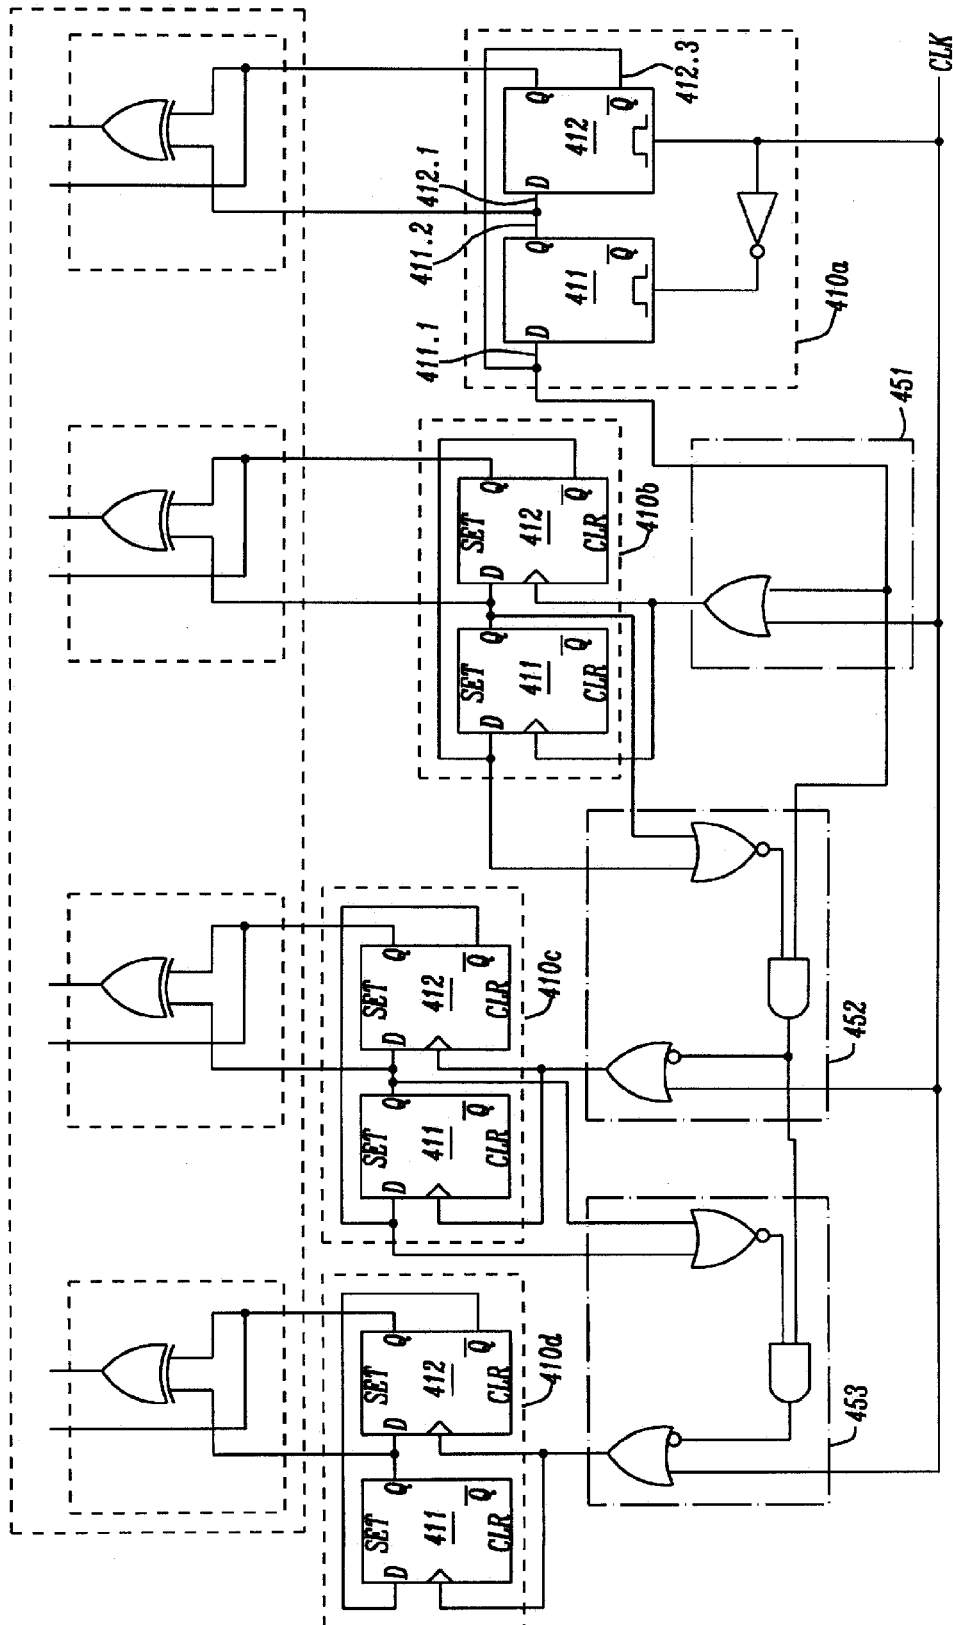 CLK
412.3
Q
Q
412
D
412.1
411.2
Q
Q
411
D
411.1
410a
451
Q
Q
SET
412
CLR
D
410b
Q
Q
SET
411
CLR
D
Q
Q
SET
412
CLR
D
410c
452
Q
Q
SET
411
CLR
D
Q
Q
SET
412
CLR
D
410d
453
Q
Q
SET
411
CLR
D